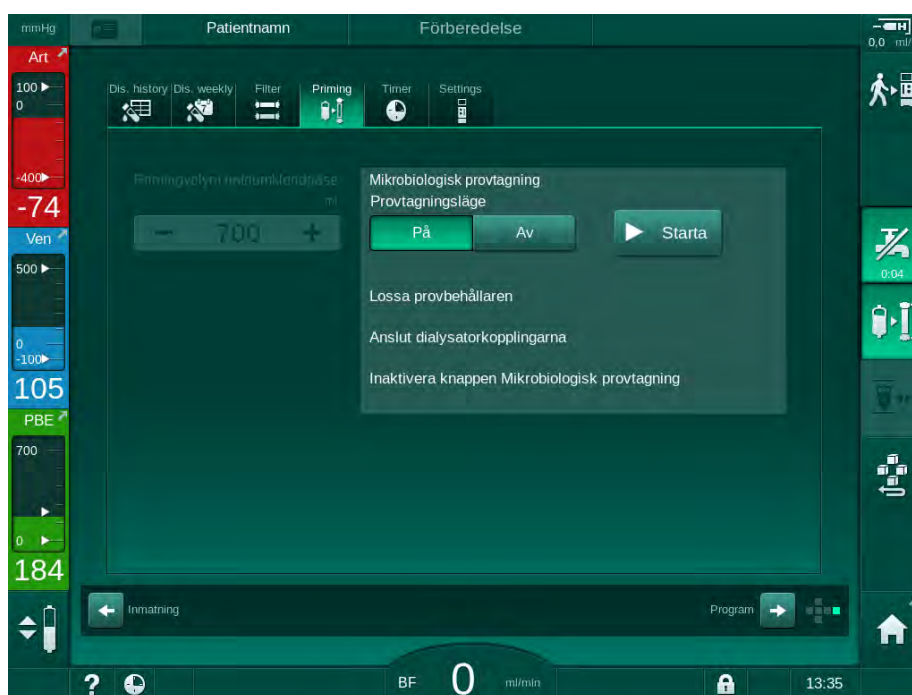 mmHg
Patientnamn
Förberedelse
0,0 ml/
Art
100
0
-400
-74
Ven
500
0
-100
105
PBE
700
0
184
Dis. history
Dis. weekly
Filter
Priming
Timer
Settings
ml
− 700 +
Mikrobiologisk provtagning
Provtagningsläge
På
Av
Starta
Lossa provbehållaren
Anslut dialysatorkopplingarna
Inaktivera knappen Mikrobiologisk provtagning
0:04
Inmatning
Program
?
BF 0 ml/min
13:35